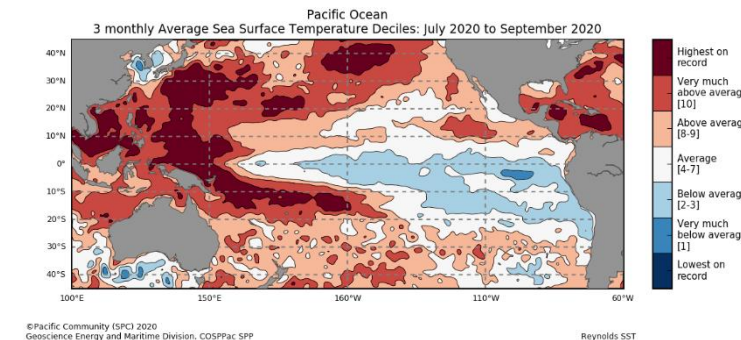 Pacific Ocean
3 monthly Average Sea Surface Temperature Deciles: July 2020 to September 2020
40°N
30°N
20°N
10°N
0°
10°S
20°S
30°S
40°S
100°E
150°E
160°W
110°W
60°W
Highest on
record
Very much
above averag
[10]
Above averag
[8-9]
Average
[4-7]
Below averag
[2-3]
Very much
below averag
[1]
Lowest on
record
©Pacific Community (SPC) 2020
Geoscience Energy and Maritime Division, COSPPac SPP
Reynolds SST